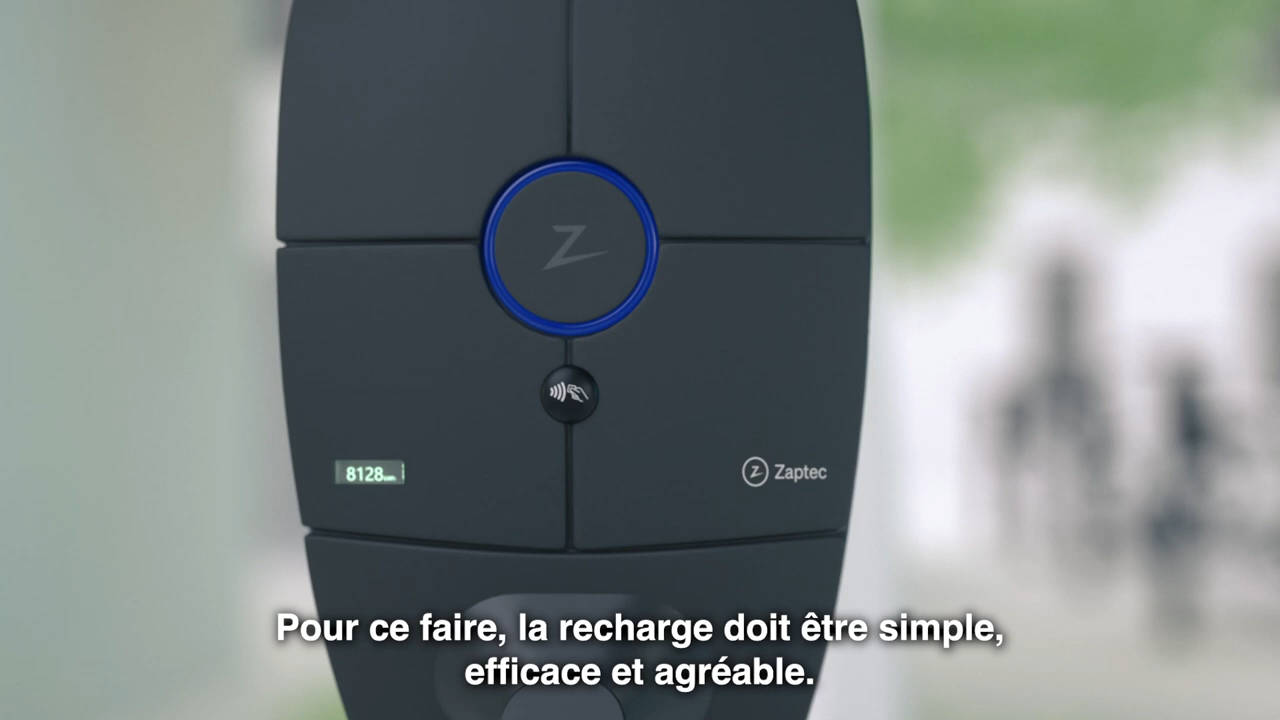 8128
Zaptec
Pour ce faire, la recharge doit être simple,
efficace et agréable.